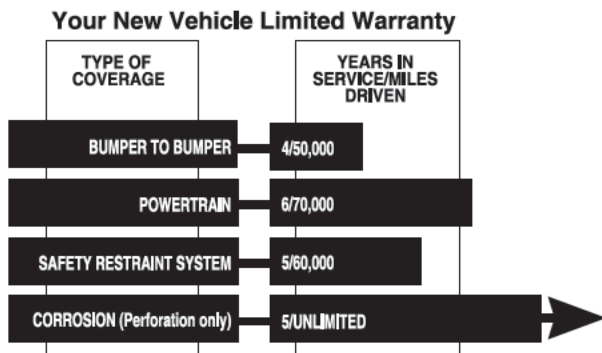 Your New Vehicle Limited Warranty
TYPE OF
COVERAGE
YEARS IN
SERVICE/MILES
DRIVEN
BUMPER TO BUMPER
4/50,000
POWERTRAIN
6/70,000
SAFETY RESTRAINT SYSTEM
5/60,000
CORROSION (Perforation only)
5/UNLIMITED